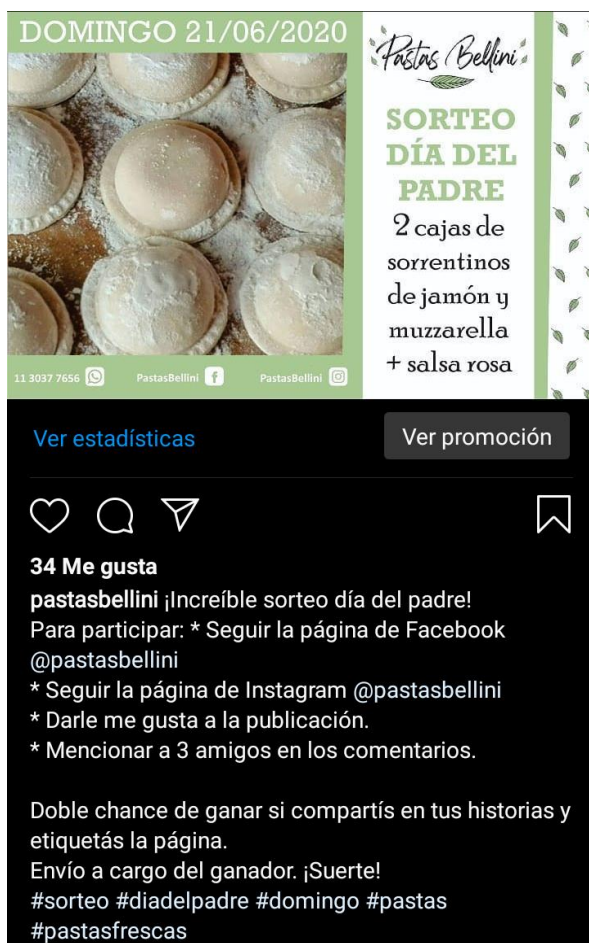 DOMINGO 21/06/2020
11 3037 7656
PastasBellini
PastasBellini
Pastas Bellini
SORTEO
DÍA DEL
PADRE
2 cajas de
sorrentinos
de jamón y
muzzarella
+ salsa rosa
Ver estadísticas
Ver promoción
34 Me gusta
pastasbellini ¡Increíble sorteo día del padre!
Para participar: * Seguir la página de Facebook
@pastasbellini
* Seguir la página de Instagram @pastasbellini
* Darle me gusta a la publicación.
* Mencionar a 3 amigos en los comentarios.
Doble chance de ganar si compartís en tus historias y
etiquetás la página.
Envío a cargo del ganador. ¡Suerte!
#sorteo #diadelpadre #domingo #pastas
#pastasfrescas